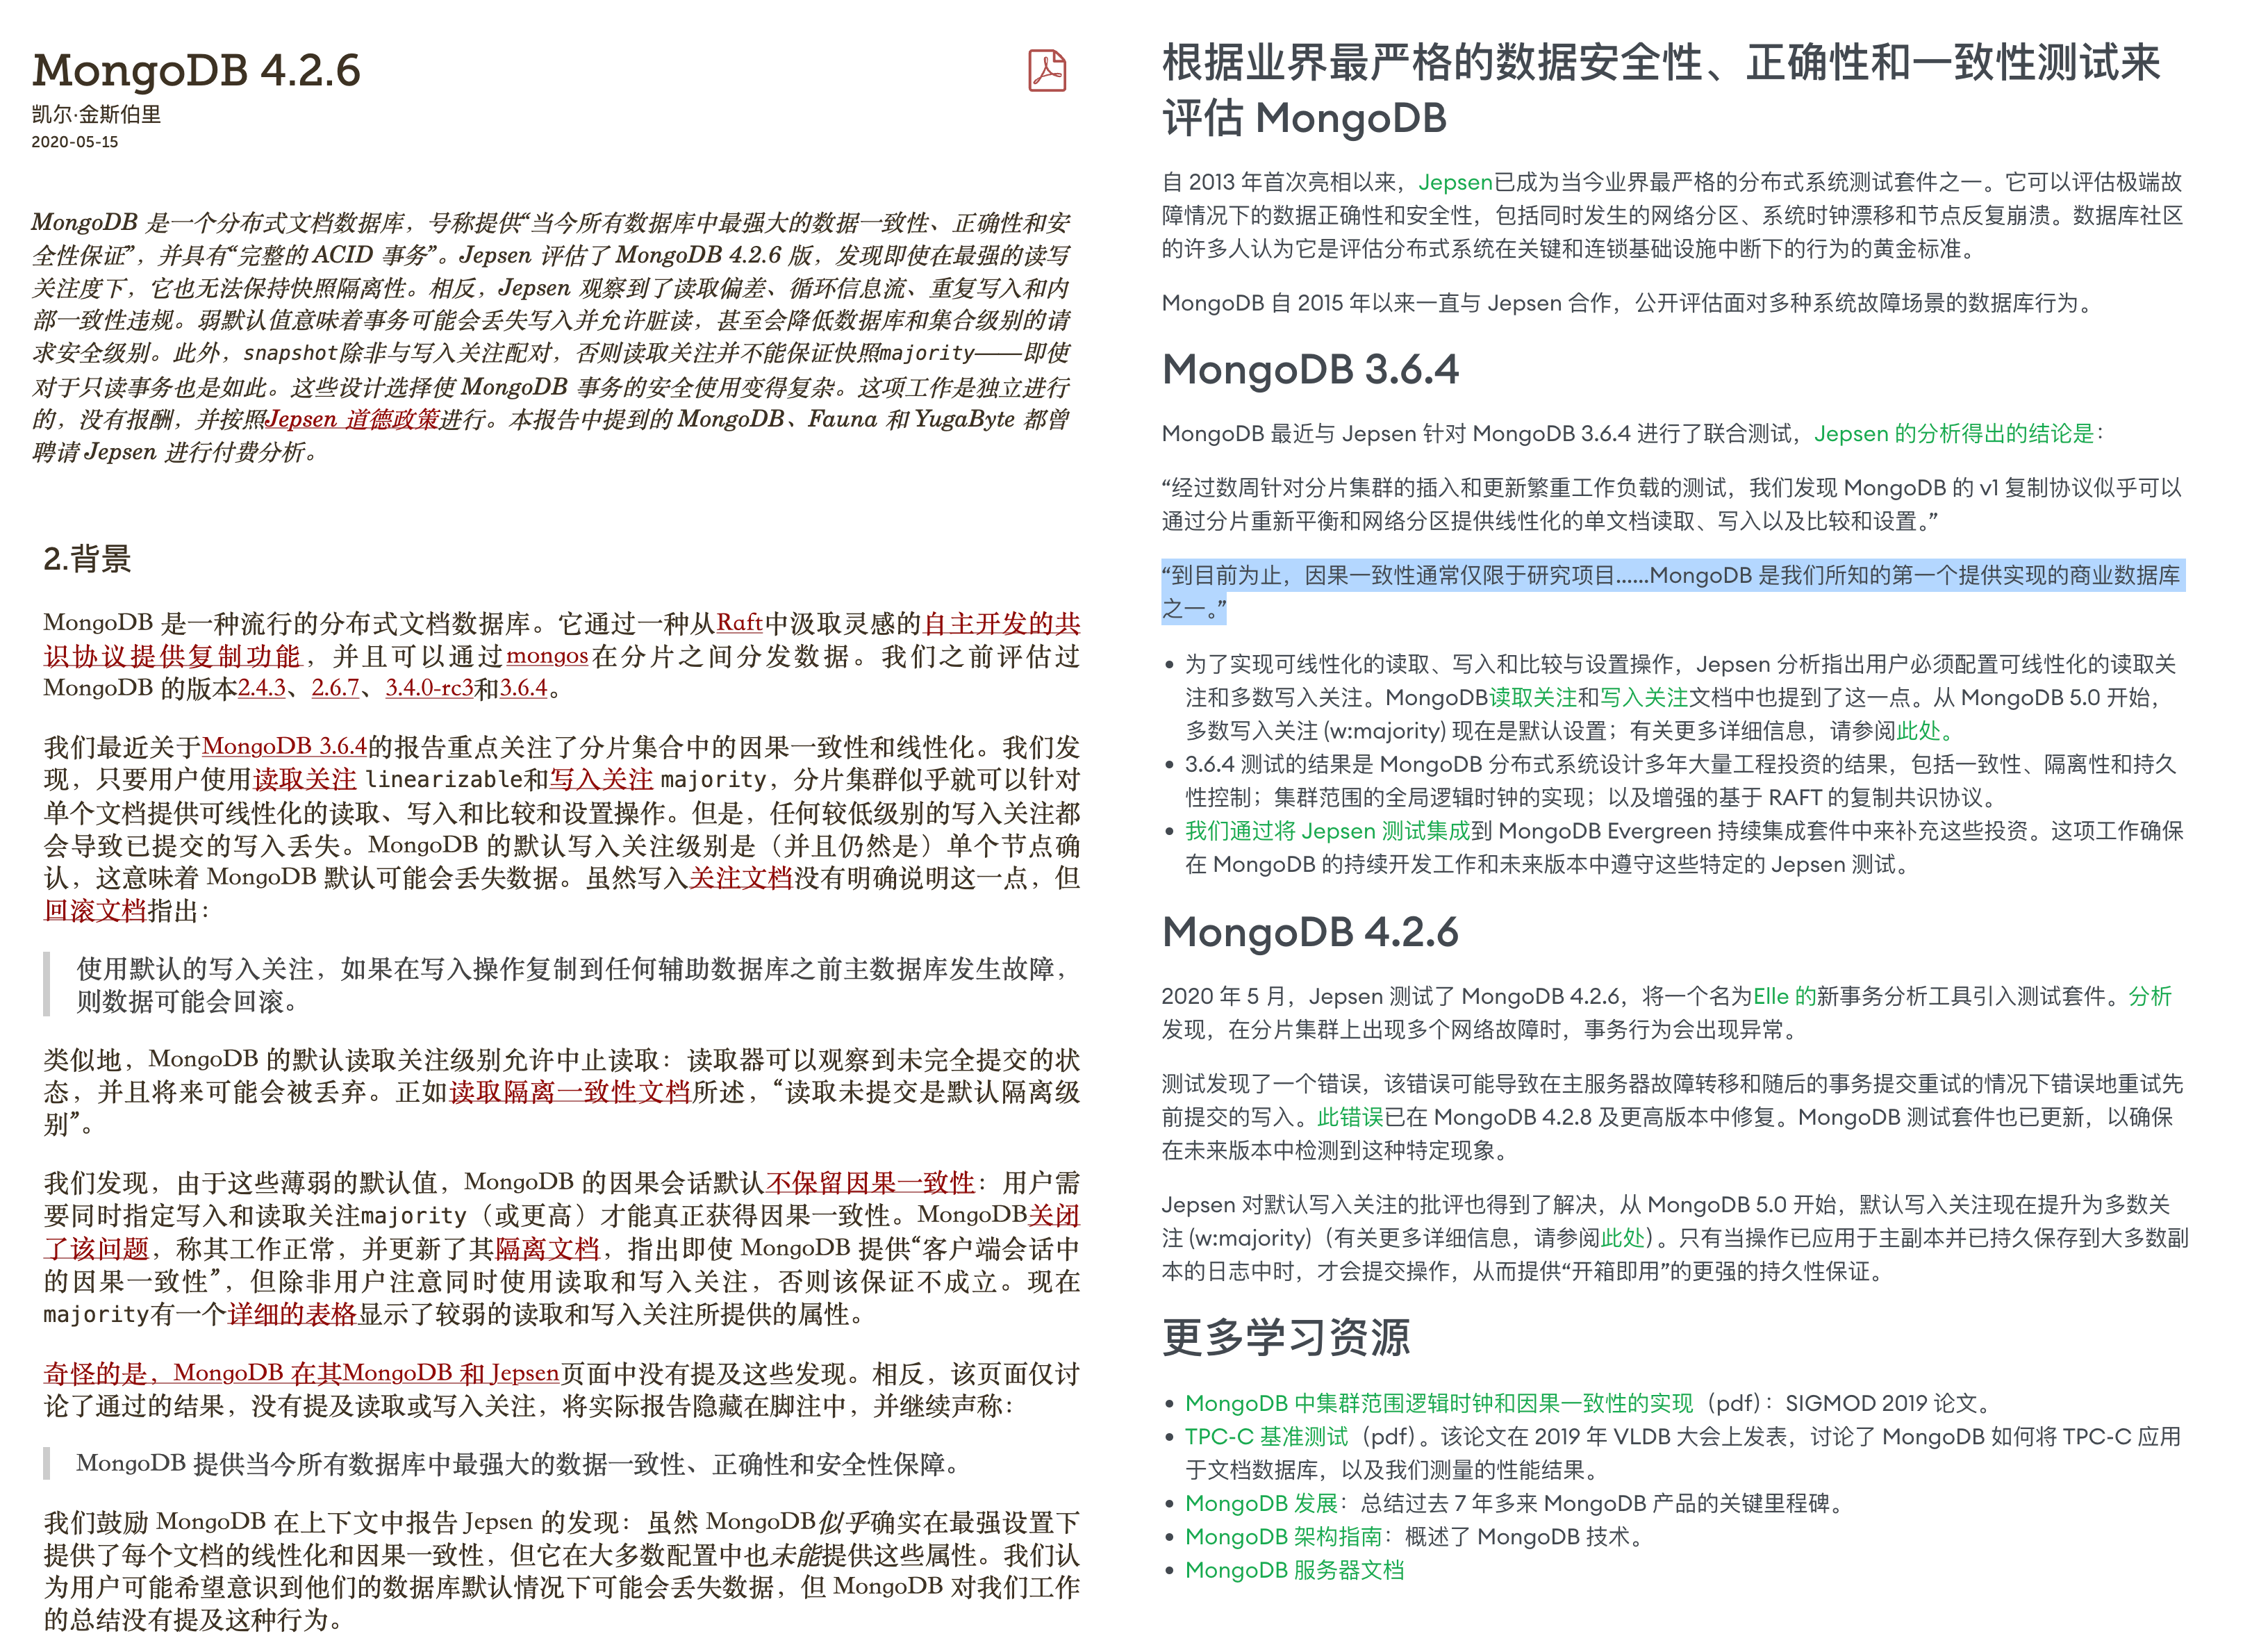 MongoDB 4.2.6
凯尔·金斯伯里
2020-05-15
MongoDB 是一个分布式文档数据库，号称提供“当今所有数据库中最强大的数据一致性、正确性和安
全性保证”，并具有“完整的 ACID 事务”。Jepsen 评估了 MongoDB 4.2.6 版，发现即使在最强的读写
关注度下，它也无法保持快照隔离性。相反，Jepsen 观察到了读取偏差、循环信息流、重复写入和内
部一致性违规。弱默认值意味着事务可能会丢失写入并允许脏读，甚至会降低数据库和集合级别的请
求安全级别。此外，snapshot除非与写入关注配对，否则读取关注并不能保证快照majority——即使
对于只读事务也是如此。这些设计选择使 MongoDB 事务的安全使用变得复杂。这项工作是独立进行
的，没有报酬，并按照Jepsen 道德政策进行。本报告中提到的 MongoDB、Fauna 和 YugaByte 都曾
聘请 Jepsen 进行付费分析。
2.背景
MongoDB 是一种流行的分布式文档数据库。它通过一种从Raft中汲取灵感的自主开发的共
识协议提供复制功能，并且可以通过mongos在分片之间分发数据。我们之前评估过
MongoDB 的版本2.4.3、2.6.7、3.4.0-rc3和3.6.4。
我们最近关于MongoDB 3.6.4的报告重点关注了分片集合中的因果一致性和线性化。我们发
现，只要用户使用读取关注 linearizable和写入关注 majority，分片集群似乎就可以针对
单个文档提供可线性化的读取、写入和比较和设置操作。但是，任何较低级别的写入关注都
会导致已提交的写入丢失。MongoDB 的默认写入关注级别是（并且仍然是）单个节点确
认，这意味着 MongoDB 默认可能会丢失数据。虽然写入关注文档没有明确说明这一点，但
回滚文档指出：
使用默认的写入关注，如果在写入操作复制到任何辅助数据库之前主数据库发生故障，
则数据可能会回滚。
类似地，MongoDB 的默认读取关注级别允许中止读取：读取器可以观察到未完全提交的状
态，并且将来可能会被丢弃。正如读取隔离一致性文档所述，“读取未提交是默认隔离级
别”。
我们发现，由于这些薄弱的默认值，MongoDB 的因果会话默认不保留因果一致性：用户需
要同时指定写入和读取关注majority（或更高）才能真正获得因果一致性。MongoDB关闭
了该问题，称其工作正常，并更新了其隔离文档，指出即使 MongoDB 提供“客户端会话中
的因果一致性”，但除非用户注意同时使用读取和写入关注，否则该保证不成立。现在
majority有一个详细的表格显示了较弱的读取和写入关注所提供的属性。
奇怪的是，MongoDB 在其MongoDB 和 Jepsen页面中没有提及这些发现。相反，该页面仅讨
论了通过的结果，没有提及读取或写入关注，将实际报告隐藏在脚注中，并继续声称：
MongoDB 提供当今所有数据库中最强大的数据一致性、正确性和安全性保障。
我们鼓励 MongoDB 在上下文中报告 Jepsen 的发现：虽然 MongoDB似乎确实在最强设置下
提供了每个文档的线性化和因果一致性，但它在大多数配置中也未能提供这些属性。我们认
为用户可能希望意识到他们的数据库默认情况下可能会丢失数据，但 MongoDB 对我们工作
的总结没有提及这种行为。
根据业界最严格的数据安全性、正确性和一致性测试来
评估 MongoDB
自 2013 年首次亮相以来，Jepsen已成为当今业界最严格的分布式系统测试套件之一。它可以评估极端故
障情况下的数据正确性和安全性，包括同时发生的网络分区、系统时钟漂移和节点反复崩溃。数据库社区
的许多人认为它是评估分布式系统在关键和连锁基础设施中断下的行为的黄金标准。
MongoDB 自 2015 年以来一直与 Jepsen 合作，公开评估面对多种系统故障场景的数据库行为。
MongoDB 3.6.4
MongoDB 最近与 Jepsen 针对 MongoDB 3.6.4 进行了联合测试，Jepsen 的分析得出的结论是：
“经过数周针对分片集群的插入和更新繁重工作负载的测试，我们发现 MongoDB 的 v1 复制协议似乎可以
通过分片重新平衡和网络分区提供线性化的单文档读取、写入以及比较和设置。”
“到目前为止，因果一致性通常仅限于研究项目……MongoDB 是我们所知的第一个提供实现的商业数据库
之一。”
• 为了实现可线性化的读取、写入和比较与设置操作，Jepsen 分析指出用户必须配置可线性化的读取关
注和多数写入关注。MongoDB读取关注和写入关注文档中也提到了这一点。从 MongoDB 5.0 开始，
多数写入关注 (w:majority) 现在是默认设置；有关更多详细信息，请参阅此处。
• 3.6.4 测试的结果是 MongoDB 分布式系统设计多年大量工程投资的结果，包括一致性、隔离性和持久
性控制；集群范围的全局逻辑时钟的实现；以及增强的基于 RAFT 的复制共识协议。
• 我们通过将 Jepsen 测试集成到 MongoDB Evergreen 持续集成套件中来补充这些投资。这项工作确保
在 MongoDB 的持续开发工作和未来版本中遵守这些特定的 Jepsen 测试。
MongoDB 4.2.6
2020 年 5 月，Jepsen 测试了 MongoDB 4.2.6，将一个名为Elle 的新事务分析工具引入测试套件。分析
发现，在分片集群上出现多个网络故障时，事务行为会出现异常。
测试发现了一个错误，该错误可能导致在主服务器故障转移和随后的事务提交重试的情况下错误地重试先
前提交的写入。此错误已在 MongoDB 4.2.8 及更高版本中修复。MongoDB 测试套件也已更新，以确保
在未来版本中检测到这种特定现象。
Jepsen 对默认写入关注的批评也得到了解决，从 MongoDB 5.0 开始，默认写入关注现在提升为多数关
注 (w:majority)（有关更多详细信息，请参阅此处）。只有当操作已应用于主副本并已持久保存到大多数副
本的日志中时，才会提交操作，从而提供“开箱即用”的更强的持久性保证。
更多学习资源
• MongoDB 中集群范围逻辑时钟和因果一致性的实现（pdf）：SIGMOD 2019 论文。
• TPC-C 基准测试（pdf）。该论文在 2019 年 VLDB 大会上发表，讨论了 MongoDB 如何将 TPC-C 应用
于文档数据库，以及我们测量的性能结果。
• MongoDB 发展：总结过去 7 年多来 MongoDB 产品的关键里程碑。
• MongoDB 架构指南：概述了 MongoDB 技术。
• MongoDB 服务器文档